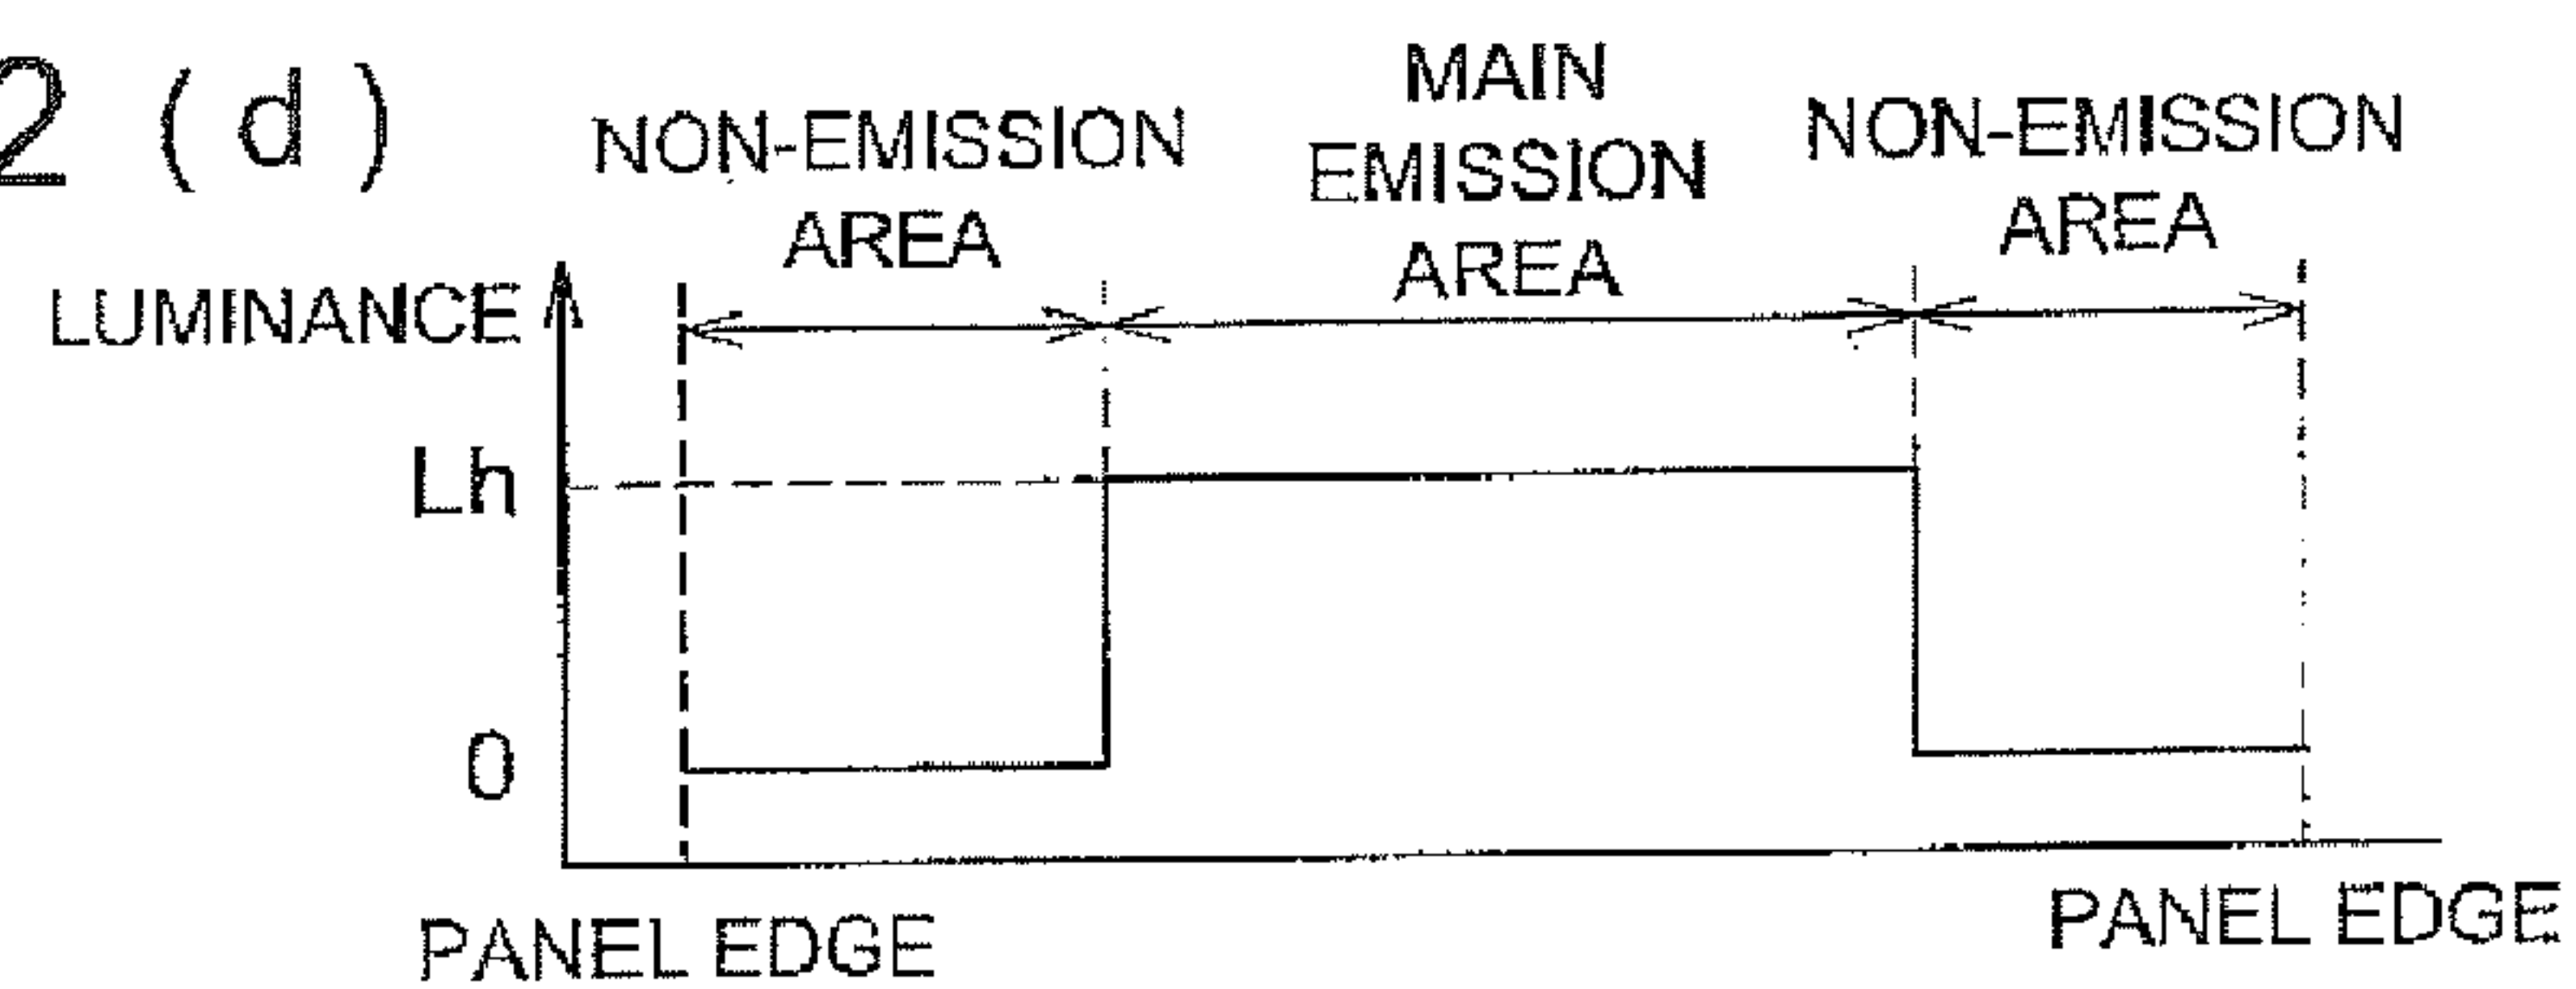 2 (d)
NON-EMISSION
AREA
MAIN
EMISSION
AREA
NON-EMISSION
AREA
LUMINANCE
Lh
0
PANEL EDGE
PANEL EDGE